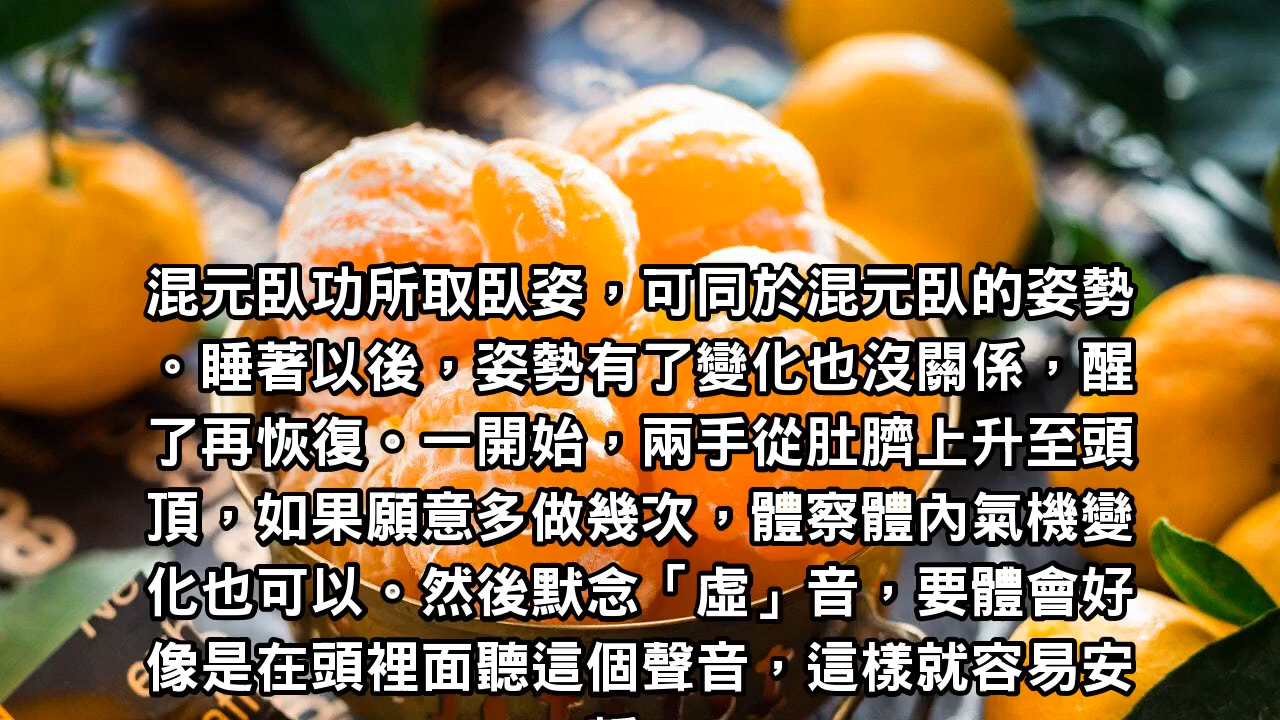 混元臥功所取臥姿，可同於混元臥的姿勢
。睡著以後，姿勢有了變化也沒關係，醒
了再恢復。一開始，兩手從肚臍上升至頭
頂，如果願意多做幾次，體察體內氣機變
化也可以。然後默念「虛」音，要體會好
像是在頭裡面聽這個聲音，這樣就容易安